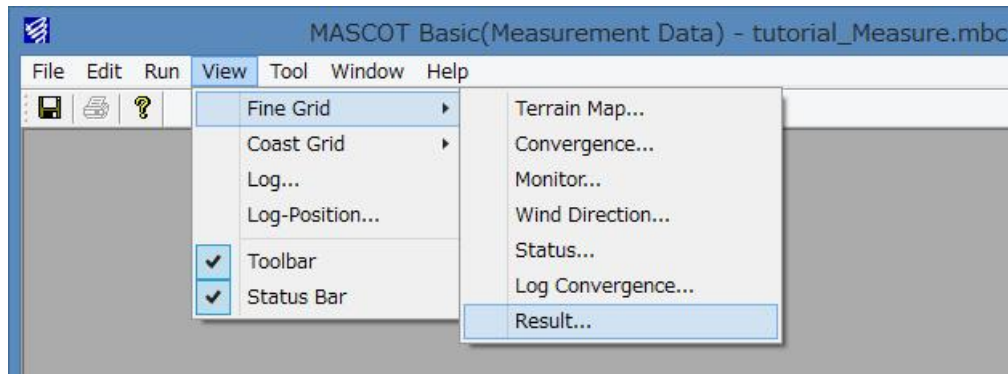 MASCOT Basic(Measurement Data) - tutorial_Measure.mbc
File Edit Run View Tool Window Help
Fine Grid
Coast Grid
Log...
Log-Position...
Toolbar
Status Bar
Terrain Map...
Convergence...
Monitor...
Wind Direction...
Status...
Log Convergence...
Result...